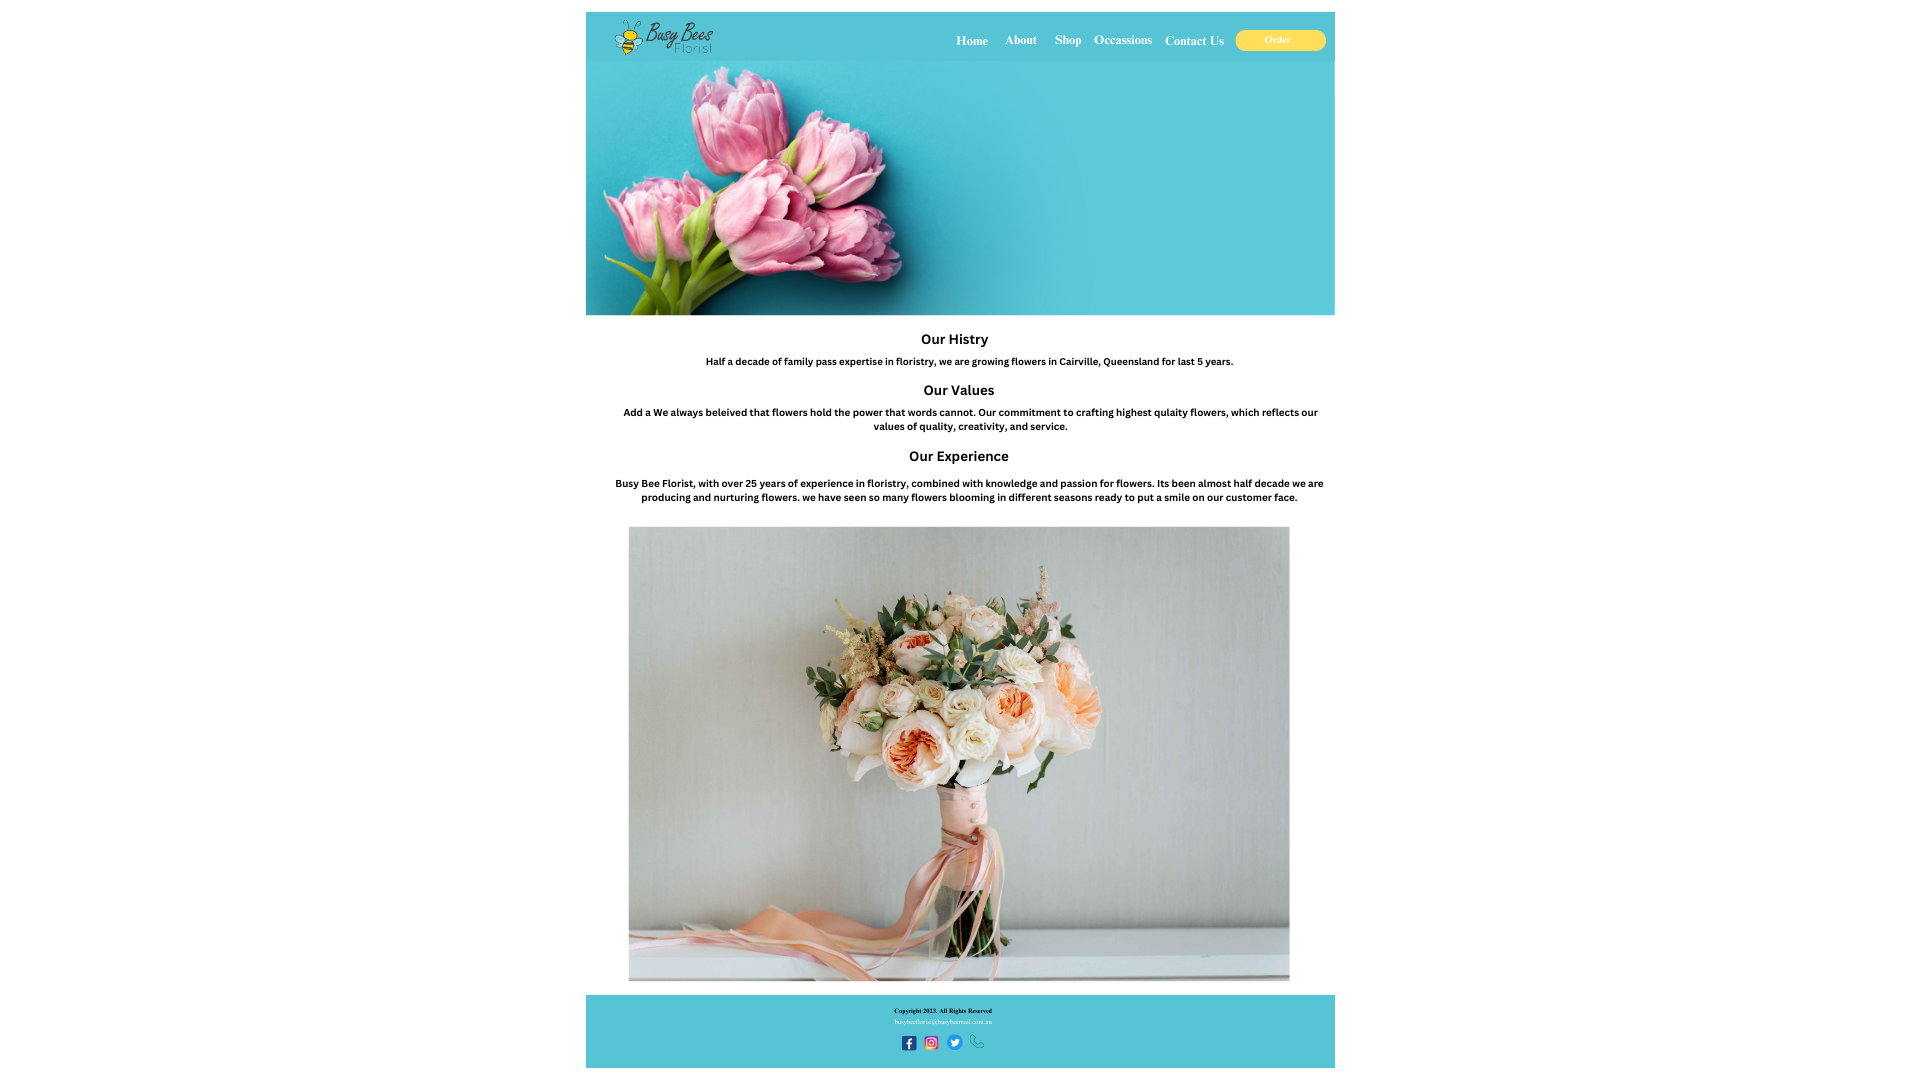 Busy Bees
Florist
Home About Shop Occassions Contact Us Order
Our Histry
Half a decade of family pass expertise in floristry, we are growing flowers in Cairville, Queensland for last 5 years.
Our Values
Add a We always beleived that flowers hold the power that words cannot. Our commitment to crafting highest qulaity flowers, which reflects our
values of quality, creativity, and service.
Our Experience
Busy Bee Florist, with over 25 years of experience in floristry, combined with knowledge and passion for flowers. Its been almost half decade we are
producing and nurturing flowers. we have seen so many flowers blooming in different seasons ready to put a smile on our customer face.
Copyright 2023. All Rights Reserved